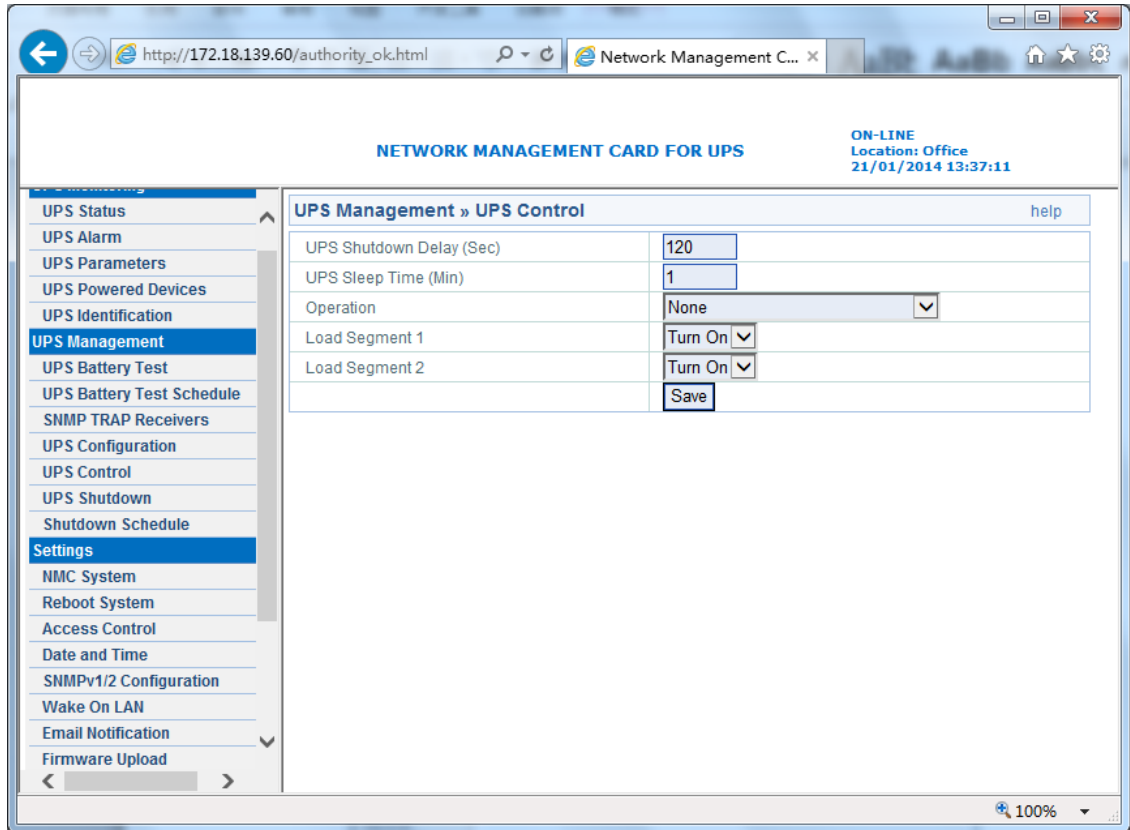 http://172.18.139.60/authority_ok.html
Network Management C...
NETWORK MANAGEMENT CARD FOR UPS
ON-LINE
Location: Office
21/01/2014 13:37:11
UPS Status
UPS Alarm
UPS Parameters
UPS Powered Devices
UPS Identification
UPS Management
UPS Battery Test
UPS Battery Test Schedule
SNMP TRAP Receivers
UPS Configuration
UPS Control
UPS Shutdown
Shutdown Schedule
Settings
NMC System
Reboot System
Access Control
Date and Time
SNMPv1/2 Configuration
Wake On LAN
Email Notification
Firmware Upload
UPS Management » UPS Control help
UPS Shutdown Delay (Sec) 120
UPS Sleep Time (Min) 1
Operation None
Load Segment 1 Turn On
Load Segment 2 Turn On
Save
100%